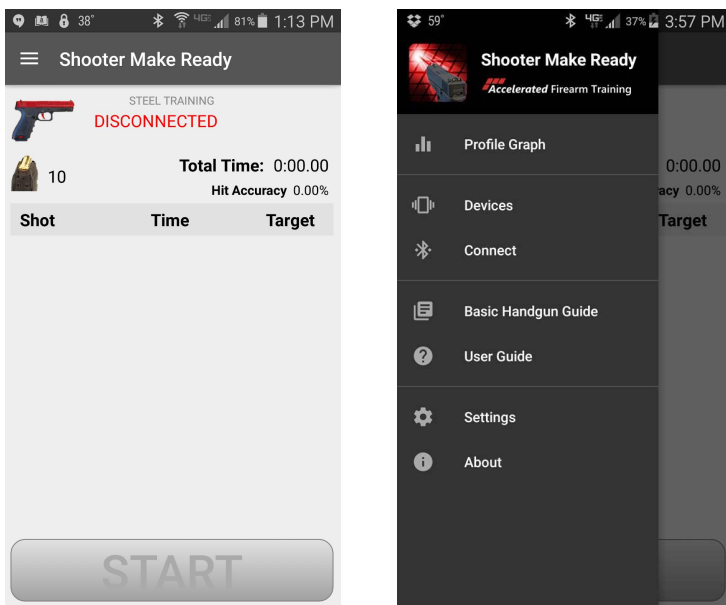 38° 4G 81% 1:13 PM
Shooter Make Ready
STEEL TRAINING
DISCONNECTED
10
Total Time: 0:00.00
Hit Accuracy 0.00%
Shot Time Target
START
59° 4G 37% 3:57 PM
Shooter Make Ready
Accelerated Firearm Training
Profile Graph
0:00.00
Devices
acy 0.00%
Target
Connect
Basic Handgun Guide
User Guide
Settings
About